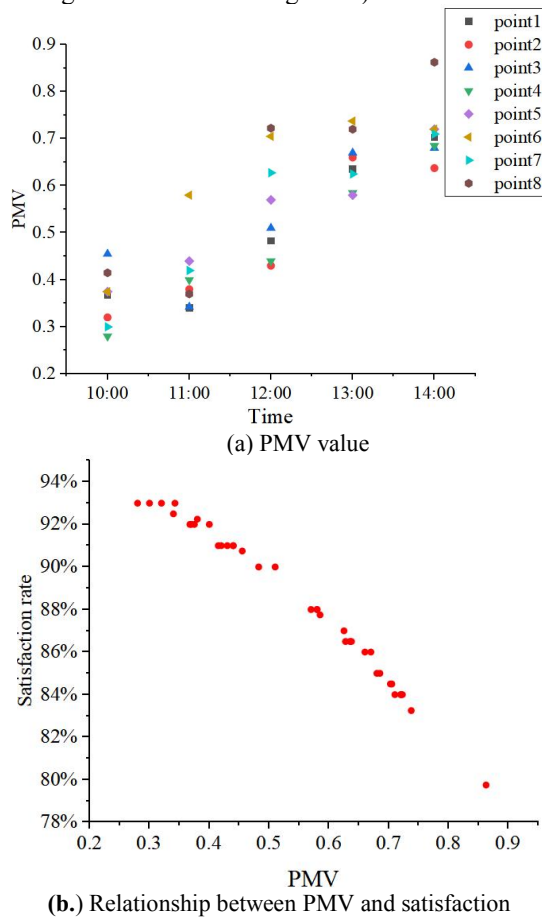 point1
point2
point3
point4
point5
point6
point7
point8
0.9
0.8
0.7
0.6
0.5
0.4
0.3
0.2
PMV
10:00 11:00 12:00 13:00 14:00
Time
(a) PMV value
94%
92%
90%
88%
86%
84%
82%
80%
78%
Satisfaction rate
0.2 0.3 0.4 0.5 0.6 0.7 0.8 0.9
PMV
(b.) Relationship between PMV and satisfaction